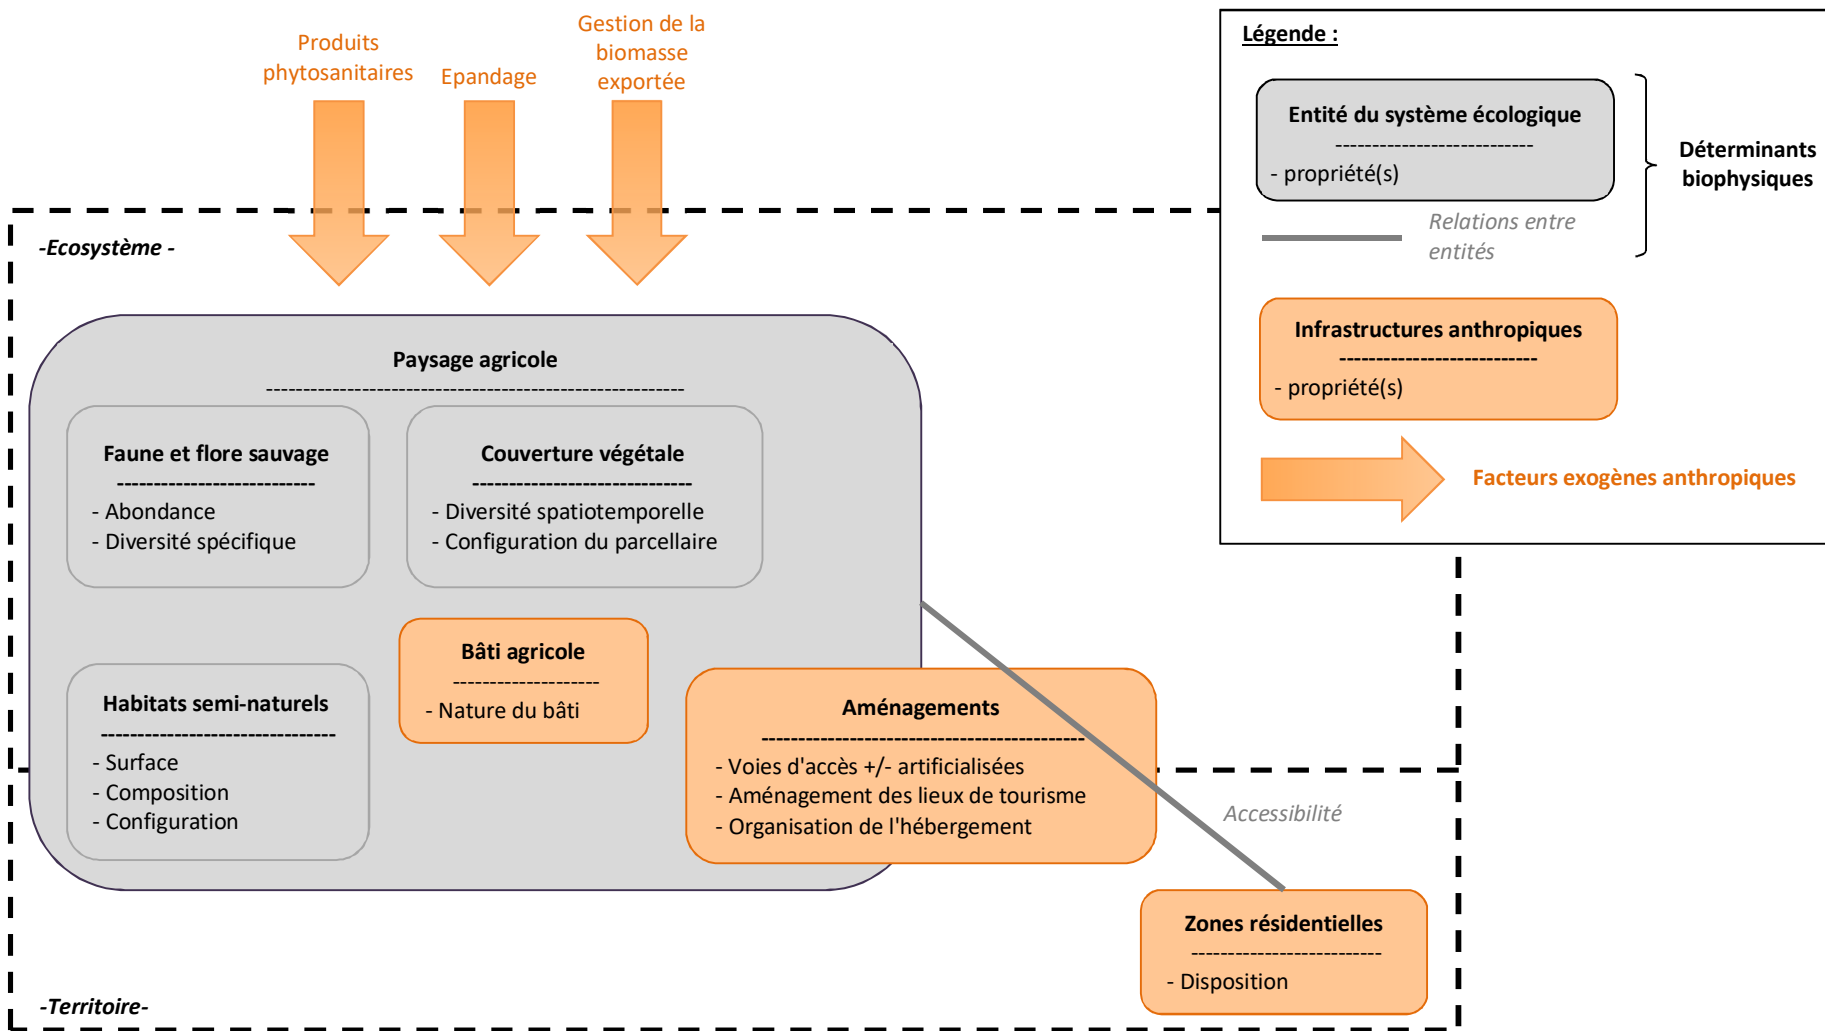 Produits
phytosanitaires
Epandage
Gestion de la
biomasse
exportée
Légende :
Entité du système écologique
- propriété(s)
Relations entre
entités
Déterminants
biophysiques
Infrastructures anthropiques
- propriété(s)
Facteurs exogènes anthropiques
-Ecosystème -
Paysage agricole
Faune et flore sauvage
- Abondance
- Diversité spécifique
Couverture végétale
- Diversité spatiotemporelle
- Configuration du parcellaire
Bâti agricole
- Nature du bâti
Habitats semi-naturels
- Surface
- Composition
- Configuration
Aménagements
- Voies d'accès +/- artificialisées
- Aménagement des lieux de tourisme
- Organisation de l'hébergement
Accessibilité
Zones résidentielles
- Disposition
-Territoire-